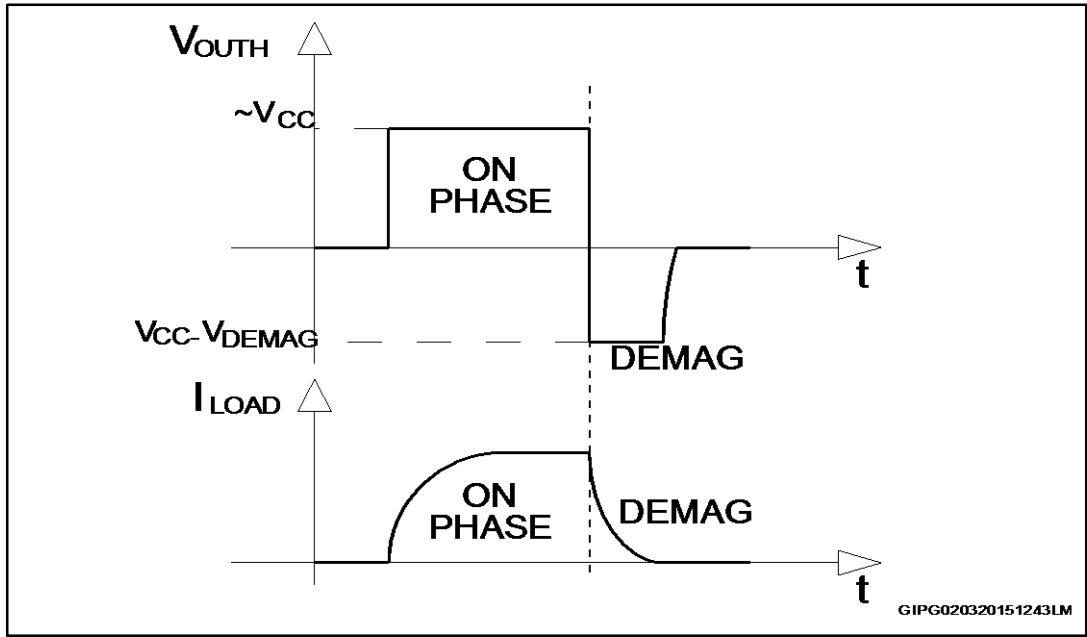 VOUTH
~VCC
ON
PHASE
t
VCC-VDEMAG
DEMAG
ILOAD
ON
PHASE
DEMAG
t
GIPG020320151243LM